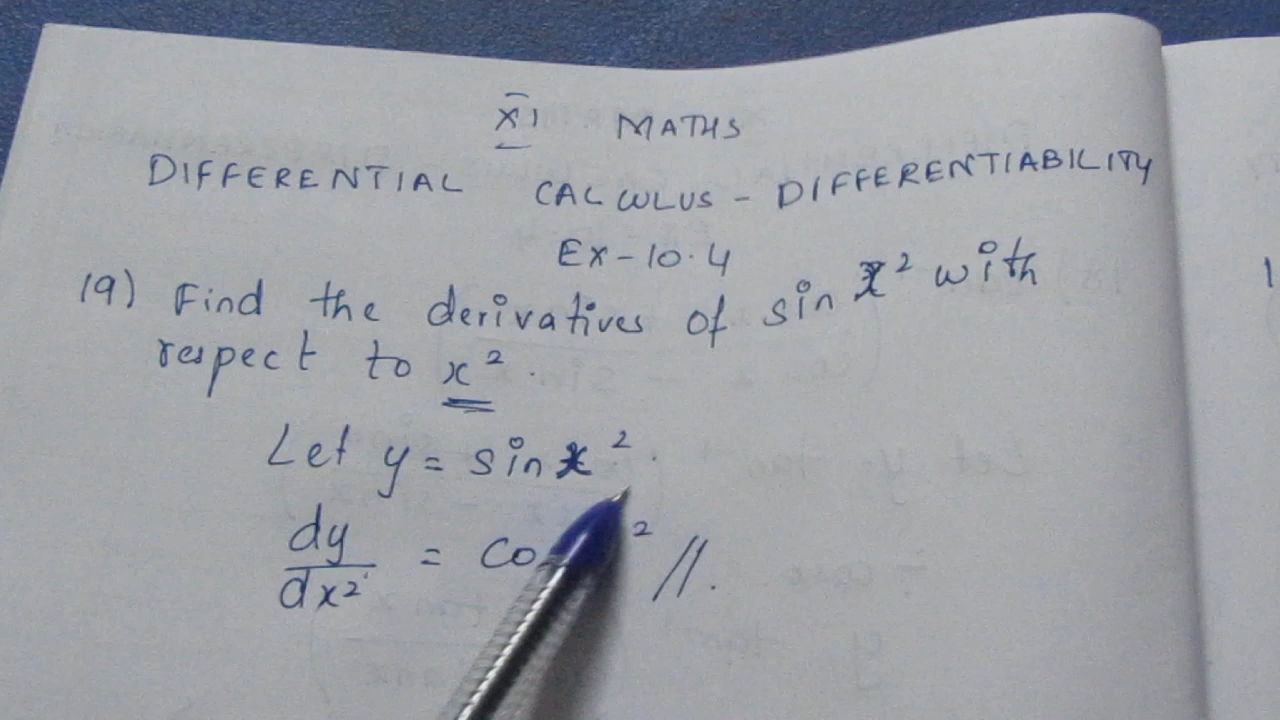 XI MATHS
DIFFERENTIAL CALCULUS - DIFFERENTIABILITY
EX-10.4
19) Find the derivatives of sin x² with
respect to x².
Let y = sin x².
dy/dx² = ² //.